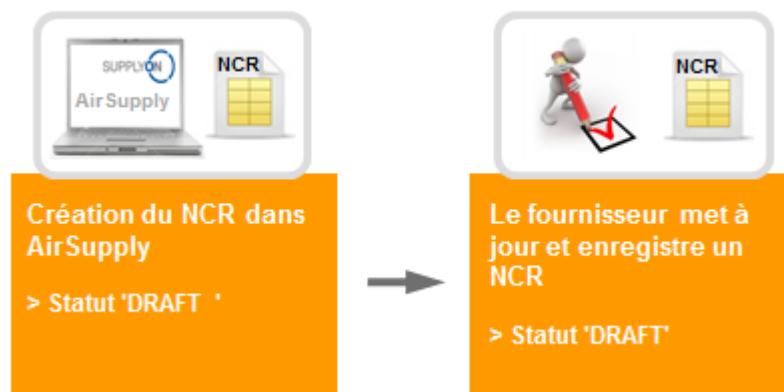 SUPPLYON
AirSupply
NCR
Création du NCR dans
AirSupply
> Statut 'DRAFT '
NCR
Le fournisseur met à
jour et enregistre un
NCR
> Statut 'DRAFT'